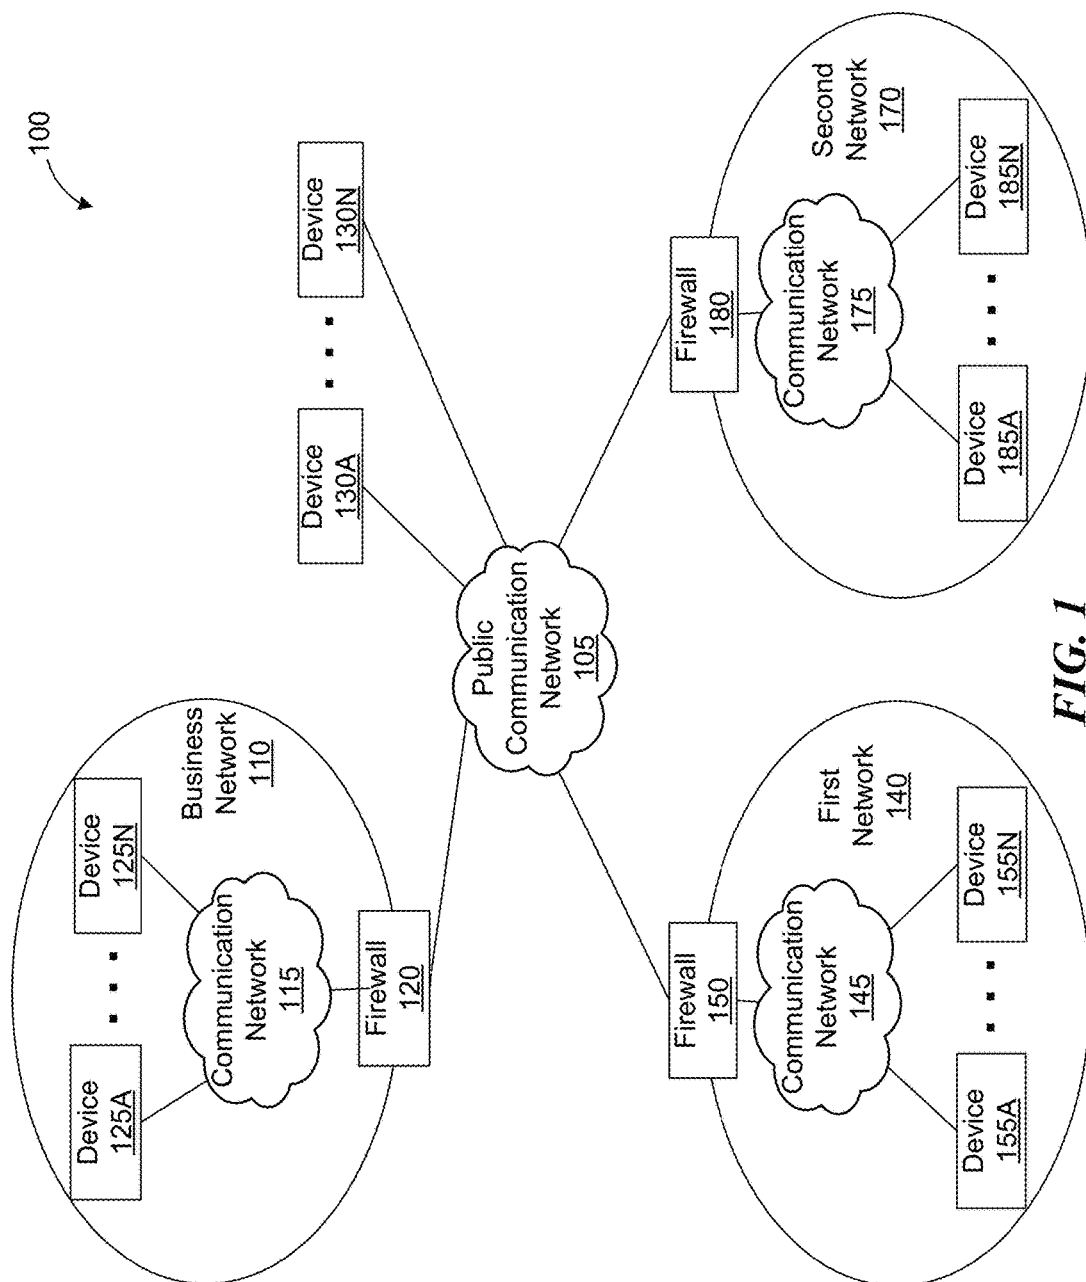 100
Device
125A
Device
125N
Business
Network
110
Communication
Network
115
Firewall
120
Device
130A
Device
130N
Public
Communication
Network
105
Firewall
150
Communication
Network
145
First
Network
140
Device
155A
Device
155N
Firewall
180
Communication
Network
175
Second
Network
170
Device
185A
Device
185N
FIG. 1